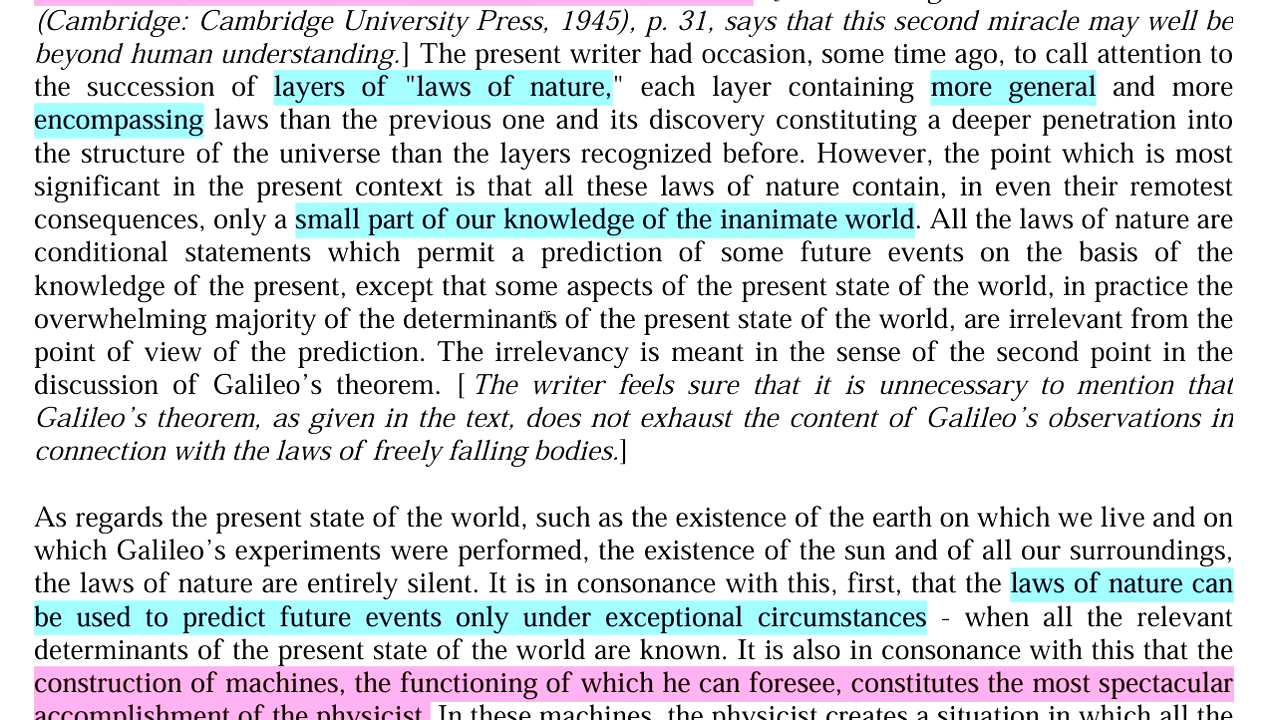 (Cambridge: Cambridge University Press, 1945), p. 31, says that this second miracle may well be
beyond human understanding.] The present writer had occasion, some time ago, to call attention to
the succession of layers of "laws of nature," each layer containing more general and more
encompassing laws than the previous one and its discovery constituting a deeper penetration into
the structure of the universe than the layers recognized before. However, the point which is most
significant in the present context is that all these laws of nature contain, in even their remotest
consequences, only a small part of our knowledge of the inanimate world. All the laws of nature are
conditional statements which permit a prediction of some future events on the basis of the
knowledge of the present, except that some aspects of the present state of the world, in practice the
overwhelming majority of the determinants of the present state of the world, are irrelevant from the
point of view of the prediction. The irrelevancy is meant in the sense of the second point in the
discussion of Galileo’s theorem. [ The writer feels sure that it is unnecessary to mention that
Galileo’s theorem, as given in the text, does not exhaust the content of Galileo’s observations in
connection with the laws of freely falling bodies.]
As regards the present state of the world, such as the existence of the earth on which we live and on
which Galileo’s experiments were performed, the existence of the sun and of all our surroundings,
the laws of nature are entirely silent. It is in consonance with this, first, that the laws of nature can
be used to predict future events only under exceptional circumstances - when all the relevant
determinants of the present state of the world are known. It is also in consonance with this that the
construction of machines, the functioning of which he can foresee, constitutes the most spectacular
accomplishment of the physicist. In these machines, the physicist creates a situation in which all the